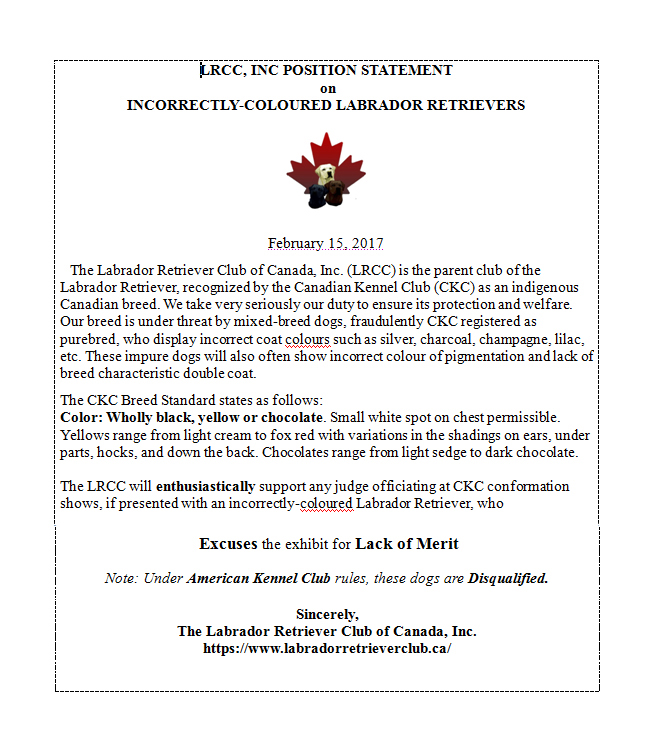 LRCC, INC POSITION STATEMENT
on
INCORRECTLY-COLOURED LABRADOR RETRIEVERS
February 15, 2017
The Labrador Retriever Club of Canada, Inc. (LRCC) is the parent club of the
Labrador Retriever, recognized by the Canadian Kennel Club (CKC) as an indigenous
Canadian breed. We take very seriously our duty to ensure its protection and welfare.
Our breed is under threat by mixed-breed dogs, fraudulently CKC registered as
purebred, who display incorrect coat colours such as silver, charcoal, champagne, lilac,
etc. These impure dogs will also often show incorrect colour of pigmentation and lack of
breed characteristic double coat.
The CKC Breed Standard states as follows:
Color: Wholly black, yellow or chocolate. Small white spot on chest permissible.
Yellows range from light cream to fox red with variations in the shadings on ears, under
parts, hocks, and down the back. Chocolates range from light sedge to dark chocolate.
The LRCC will enthusiastically support any judge officiating at CKC conformation
shows, if presented with an incorrectly-coloured Labrador Retriever, who
Excuses the exhibit for Lack of Merit
Note: Under American Kennel Club rules, these dogs are Disqualified.
Sincerely,
The Labrador Retriever Club of Canada, Inc.
https://www.labradorretrieverclub.ca/